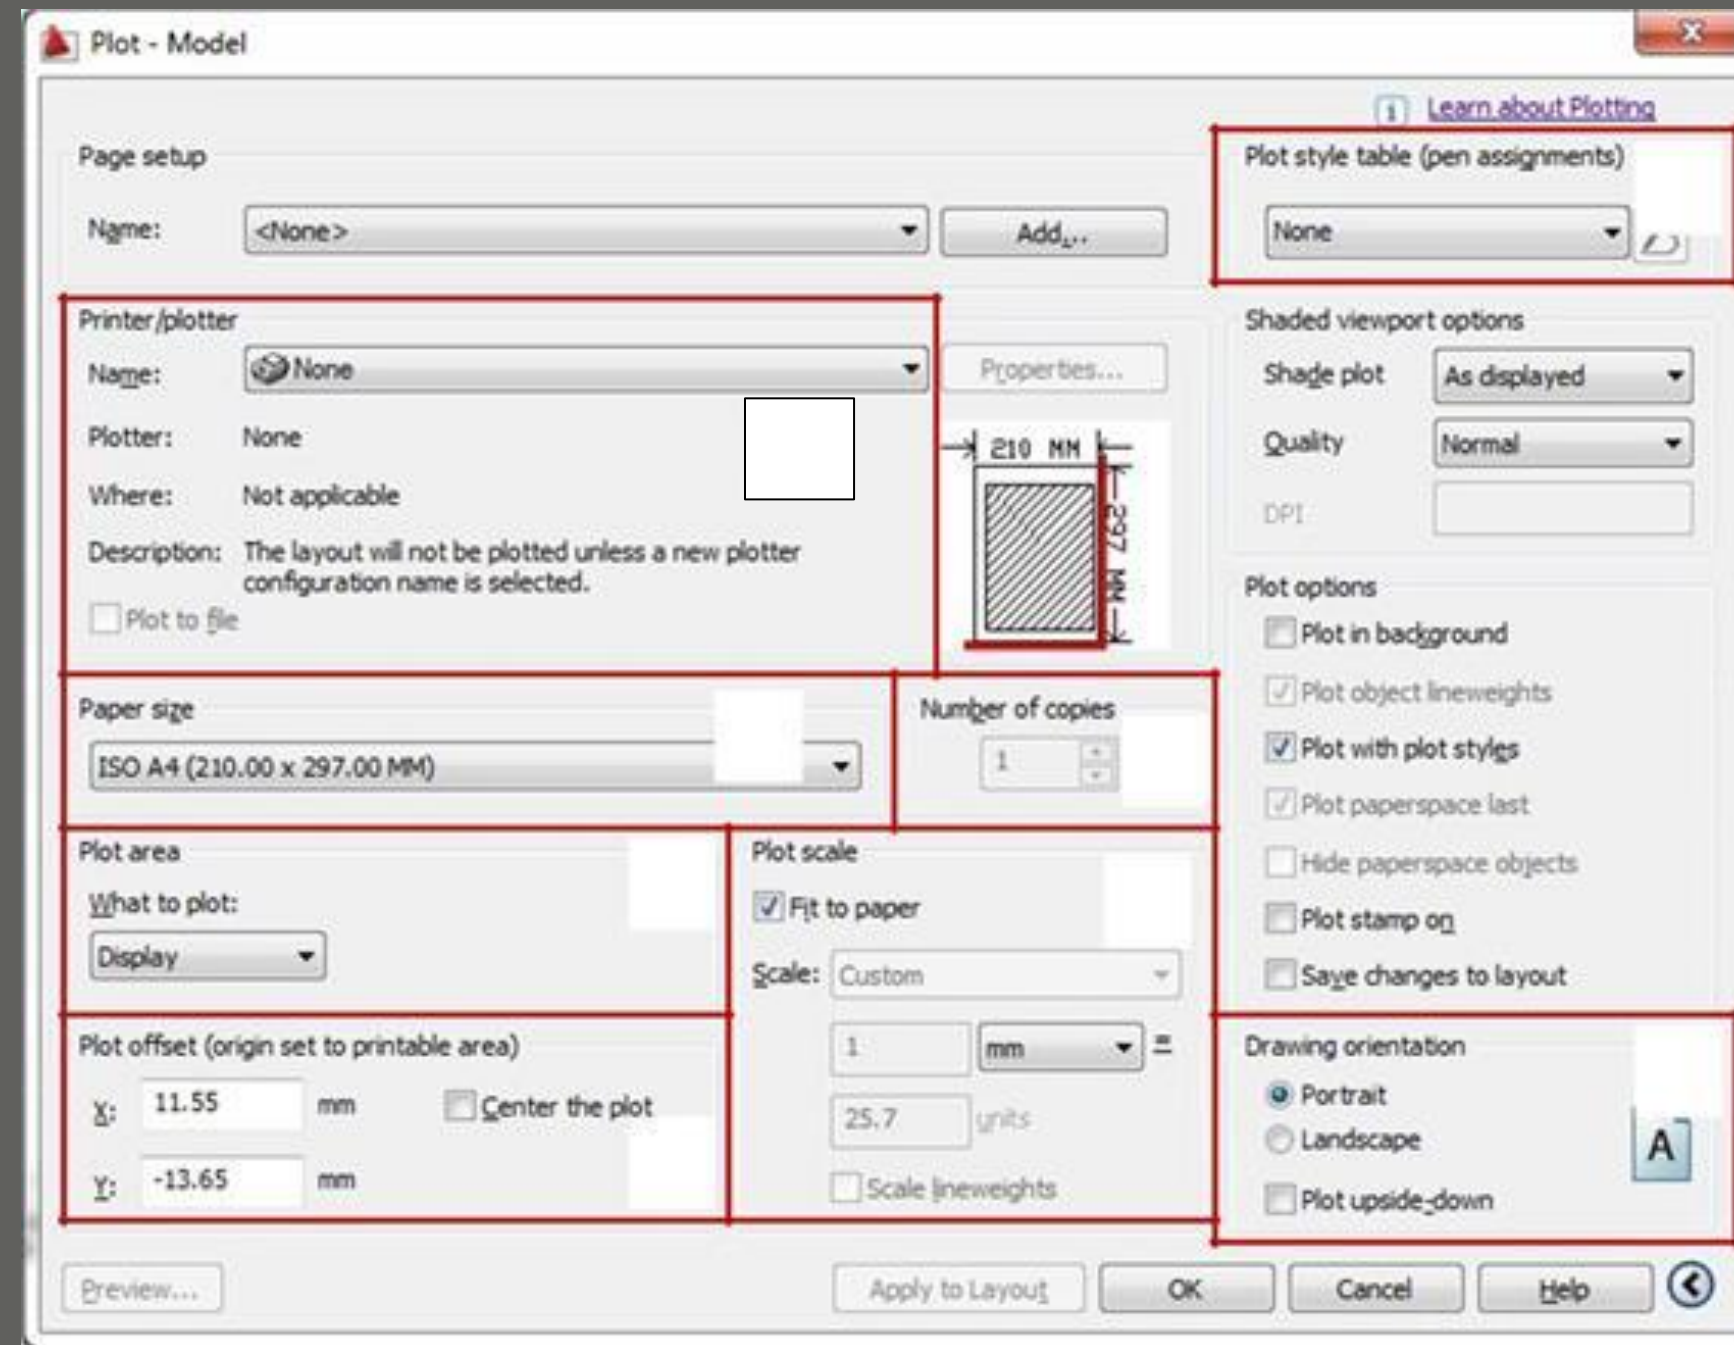 Plot - Model
Learn about Plotting
Page setup
Name: <None> Add...
Plot style table (pen assignments)
None
Printer/plotter
Name: None Properties...
Plotter: None
Where: Not applicable
Description: The layout will not be plotted unless a new plotter
configuration name is selected.
Plot to file
210 MM
297 MM
Shaded viewport options
Shade plot As displayed
Quality Normal
DPI
Paper size
ISO A4 (210.00 x 297.00 MM)
Number of copies
1
Plot options
Plot in background
Plot object lineweights
Plot with plot styles
Plot paperspace last
Hide paperspace objects
Plot stamp on
Save changes to layout
Plot area
What to plot:
Display
Plot scale
Fit to paper
Scale: Custom
1 mm =
25.7 units
Scale lineweights
Plot offset (origin set to printable area)
X: 11.55 mm Center the plot
Y: -13.65 mm
Drawing orientation
Portrait
Landscape
Plot upside-down
A
Preview... Apply to Layout OK Cancel Help